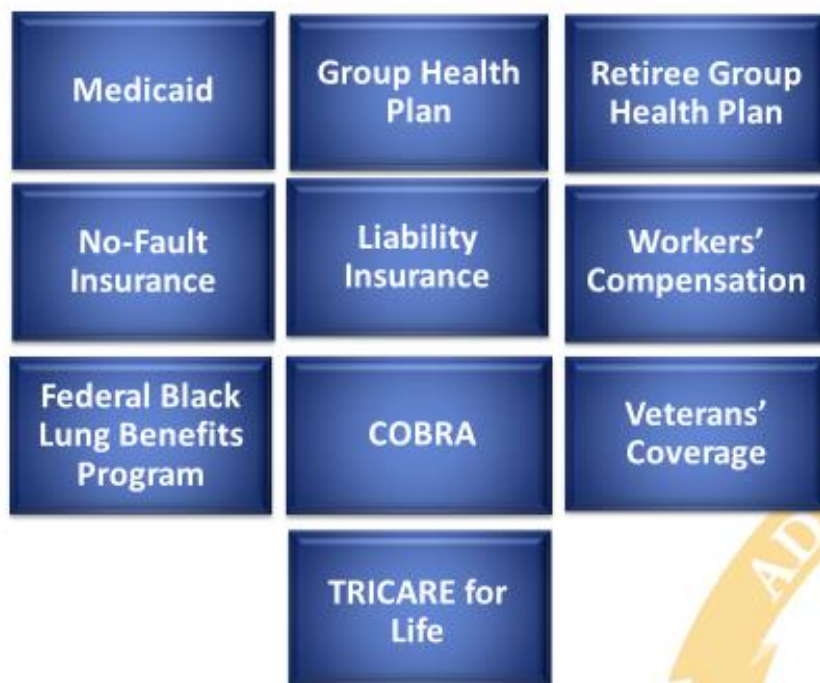 Medicaid
Group Health
Plan
Retiree Group
Health Plan
No-Fault
Insurance
Liability
Insurance
Workers’
Compensation
Federal Black
Lung Benefits
Program
COBRA
Veterans’
Coverage
TRICARE for
Life
AD